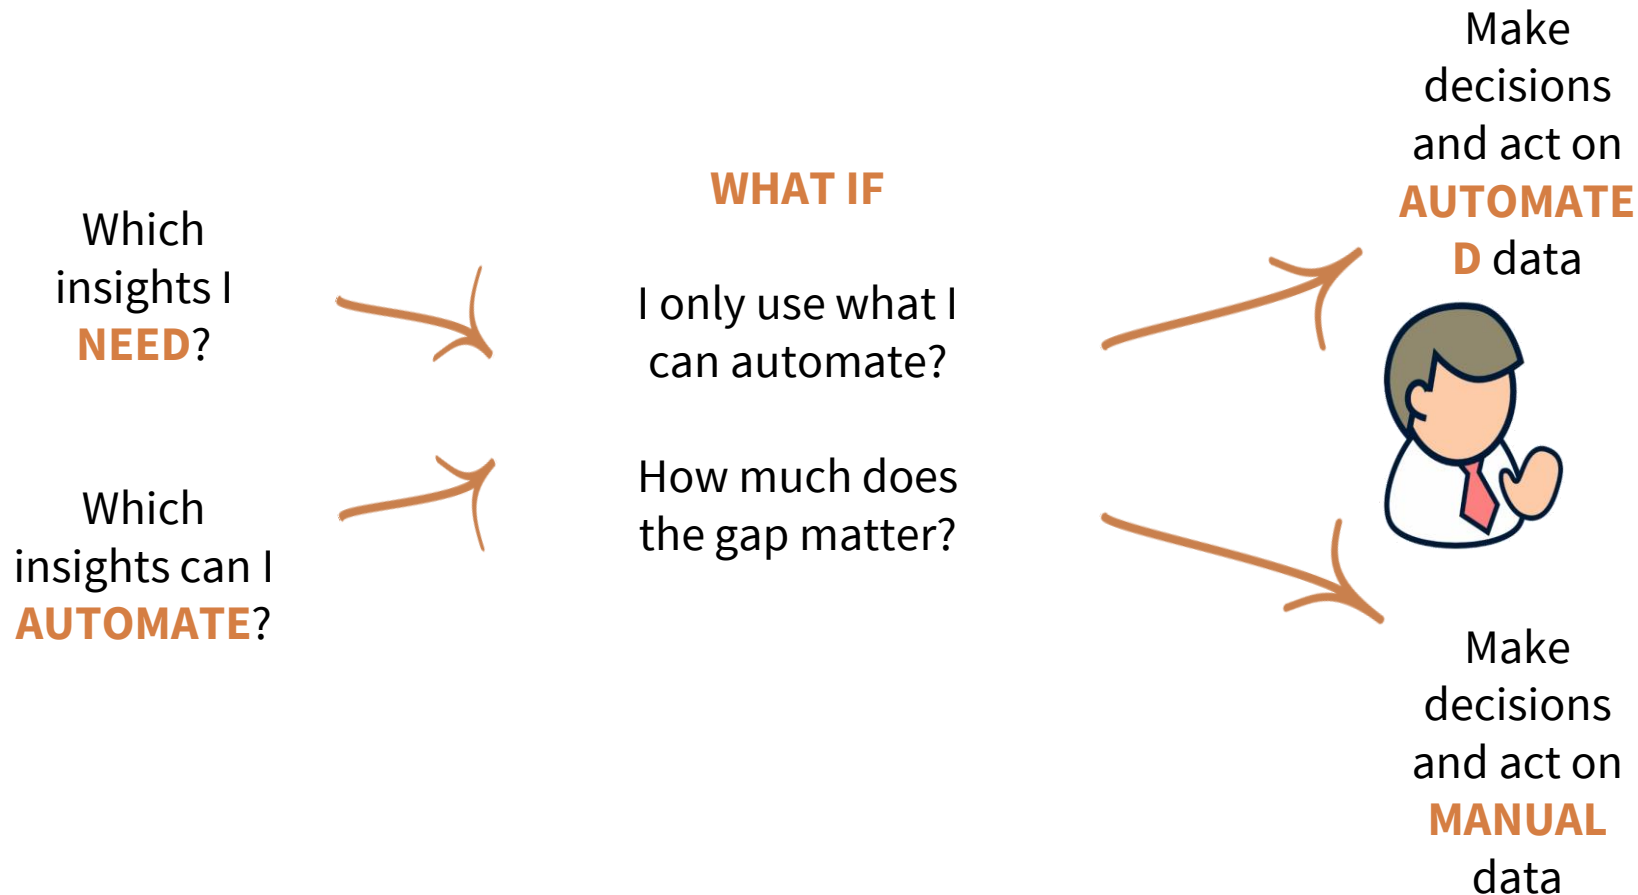 Which
insights I
NEED?
Which
insights can I
AUTOMATE?
WHAT IF
I only use what I
can automate?
How much does
the gap matter?
Make
decisions
and act on
AUTOMATE
D data
Make
decisions
and act on
MANUAL
data